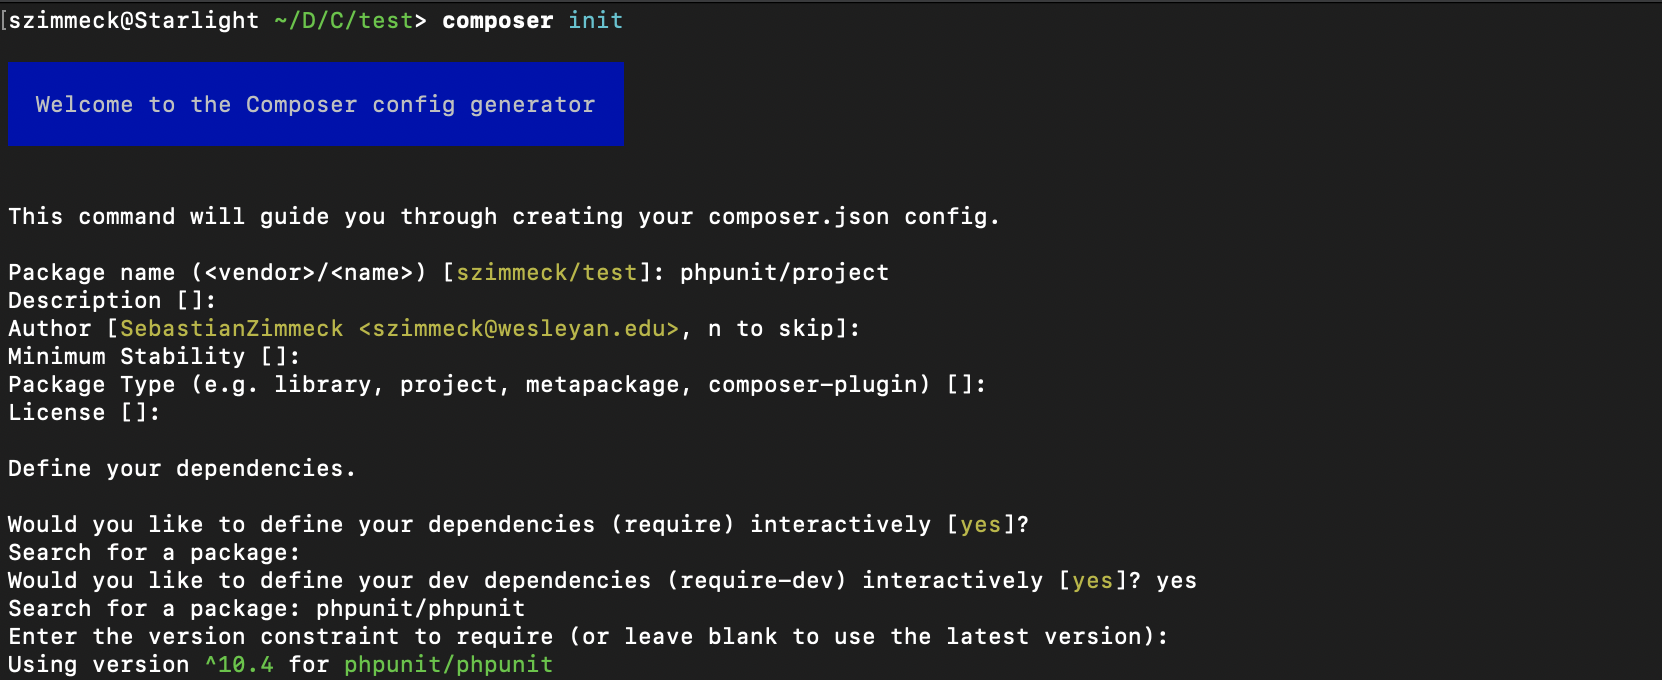 [szimmeck@Starlight ~/D/C/test> composer init
Welcome to the Composer config generator
This command will guide you through creating your composer.json config.
Package name (<vendor>/<name>) [szimmeck/test]: phpunit/project
Description []:
Author [SebastianZimmeck <szimmeck@wesleyan.edu>, n to skip]:
Minimum Stability []:
Package Type (e.g. library, project, metapackage, composer-plugin) []:
License []:
Define your dependencies.
Would you like to define your dependencies (require) interactively [yes]?
Search for a package:
Would you like to define your dev dependencies (require-dev) interactively [yes]? yes
Search for a package: phpunit/phpunit
Enter the version constraint to require (or leave blank to use the latest version):
Using version ^10.4 for phpunit/phpunit